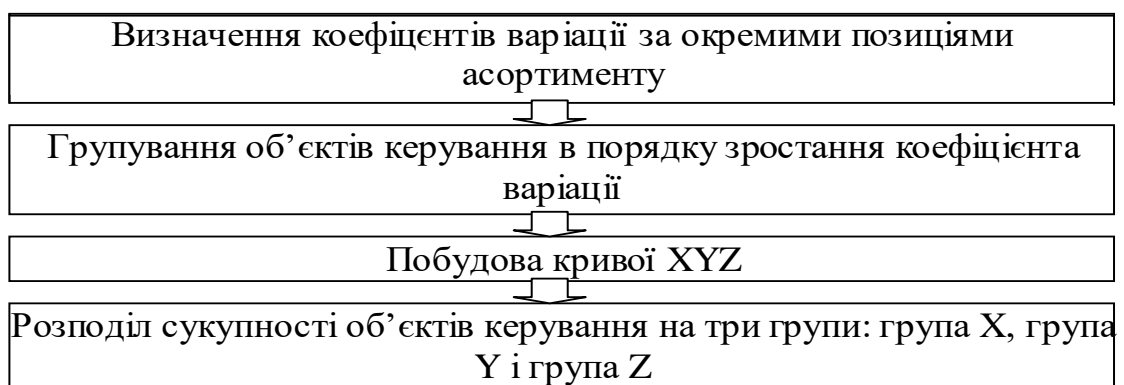 Визначення коефіцєнтів варіації за окремими позиціями
асортименту
Групування об’єктів керування в порядку зростання коефіцієнта
варіації
Побудова кривої XYZ
Розподіл сукупності об’єктів керування на три групи: група X, група
Y і група Z